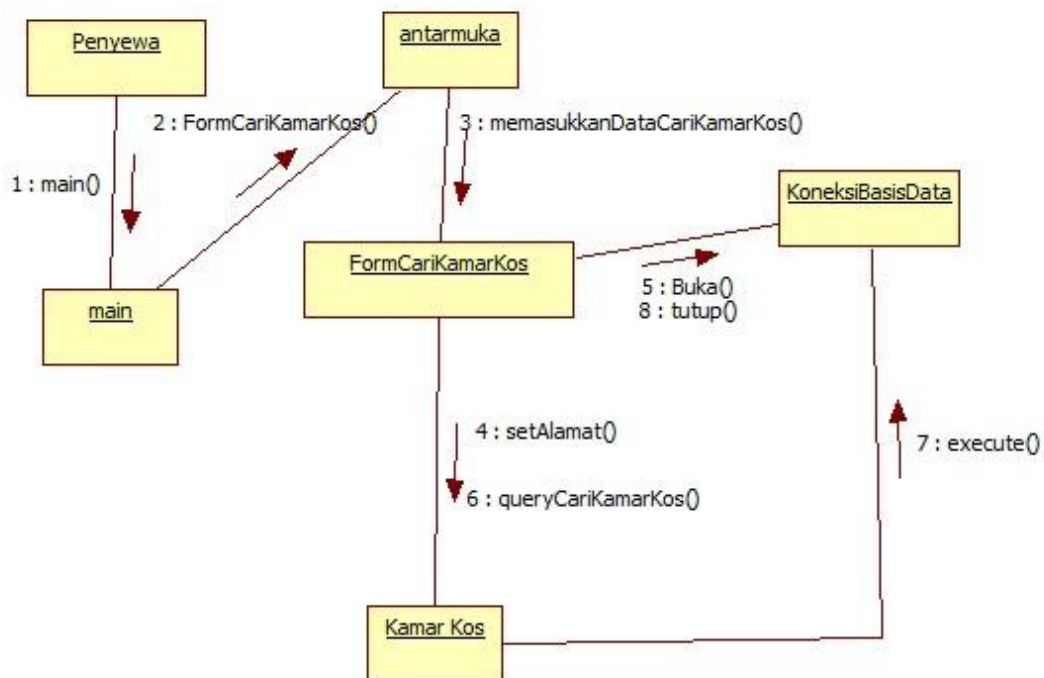 Penyewa
antarmuka
2 : FormCariKamarKos()
3 : memasukkanDataCariKamarKos()
1 : main()
KoneksiBasisData
FormCariKamarKos
5 : Buka()
8 : tutup()
main
4 : setAlamat()
7 : execute()
6 : queryCariKamarKos()
Kamar Kos